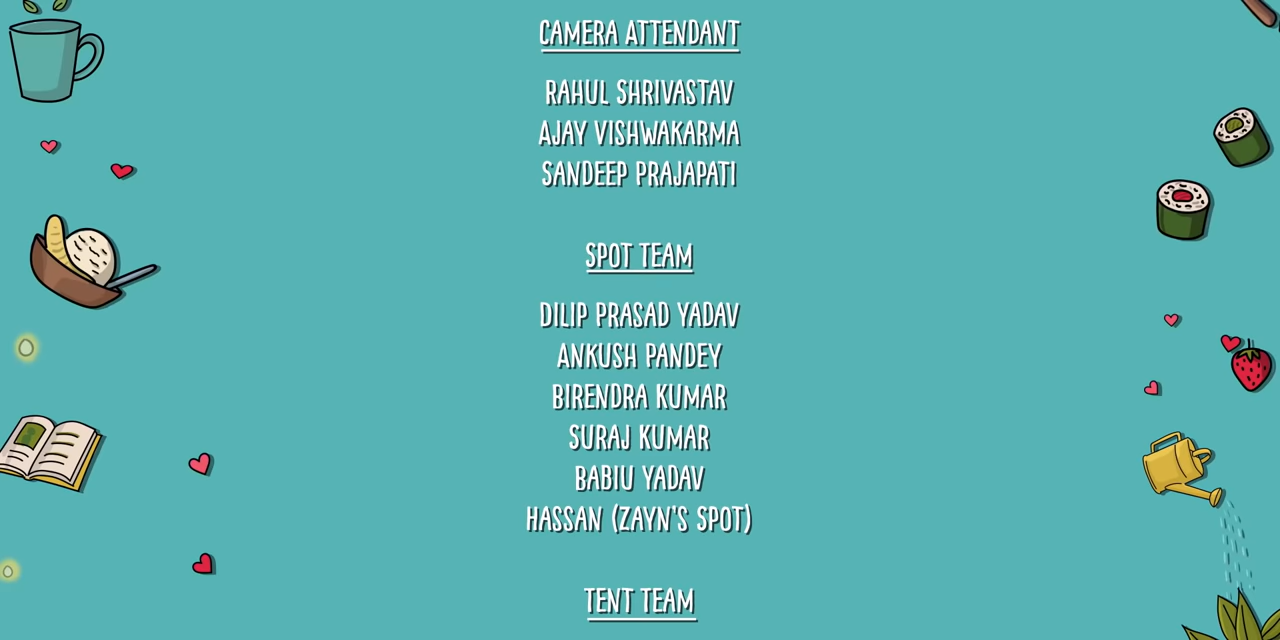 CAMERA ATTENDANT
RAHUL SHRIVASTAV
AJAY VISHWAKARMA
SANDEEP PRAJAPATI
SPOT TEAM
DILIP PRASAD YADAV
ANKUSH PANDEY
BIRENDRA KUMAR
SURAJ KUMAR
BABIU YADAV
HASSAN (ZAYN'S SPOT)
TENT TEAM